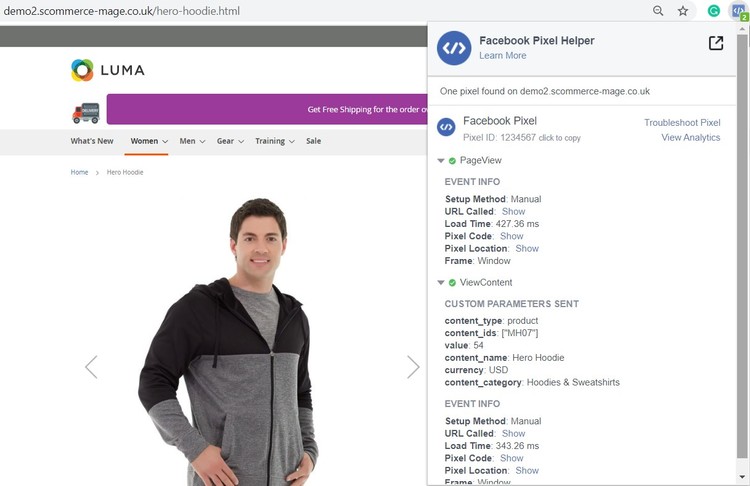 demo2.scommerce-mage.co.uk/hero-hoodie.html
2
LUMA
Get Free Shipping for the order ov
What's New Women Men Gear Training Sale
Home > Hero Hoodie
Facebook Pixel Helper
Learn More
One pixel found on demo2.scommerce-mage.co.uk
Facebook Pixel
Troubleshoot Pixel
Pixel ID: 1234567 click to copy
View Analytics
PageView
EVENT INFO
Setup Method: Manual
URL Called: Show
Load Time: 427.36 ms
Pixel Code: Show
Pixel Location: Show
Frame: Window
ViewContent
CUSTOM PARAMETERS SENT
content_type: product
content_ids: ["MH07"]
value: 54
content_name: Hero Hoodie
currency: USD
content_category: Hoodies & Sweatshirts
EVENT INFO
Setup Method: Manual
URL Called: Show
Load Time: 343.26 ms
Pixel Code: Show
Pixel Location: Show
Frame: Window